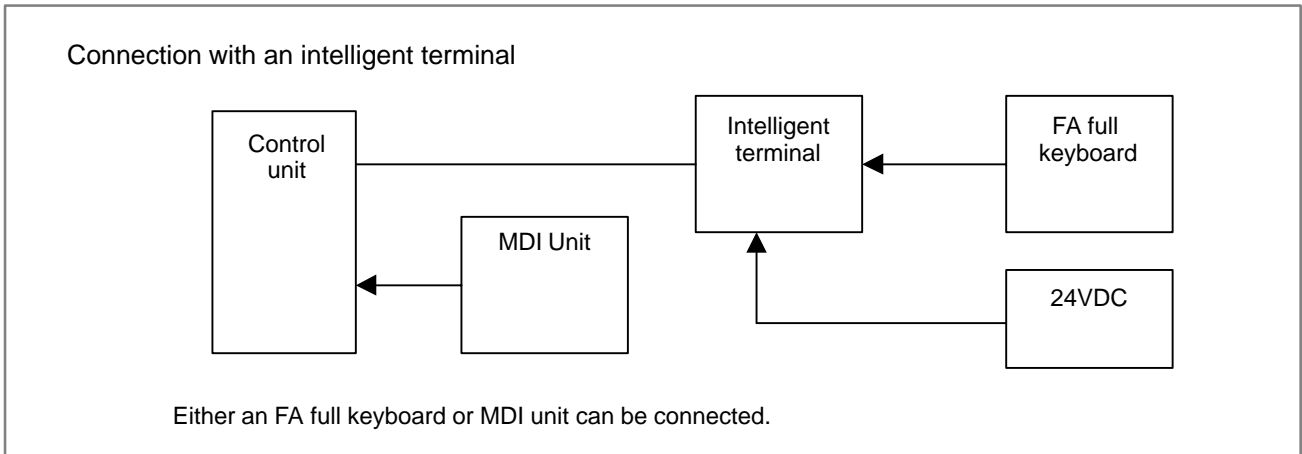 Connection with an intelligent terminal
Control
unit
Intelligent
terminal
FA full
keyboard
MDI Unit
24VDC
Either an FA full keyboard or MDI unit can be connected.